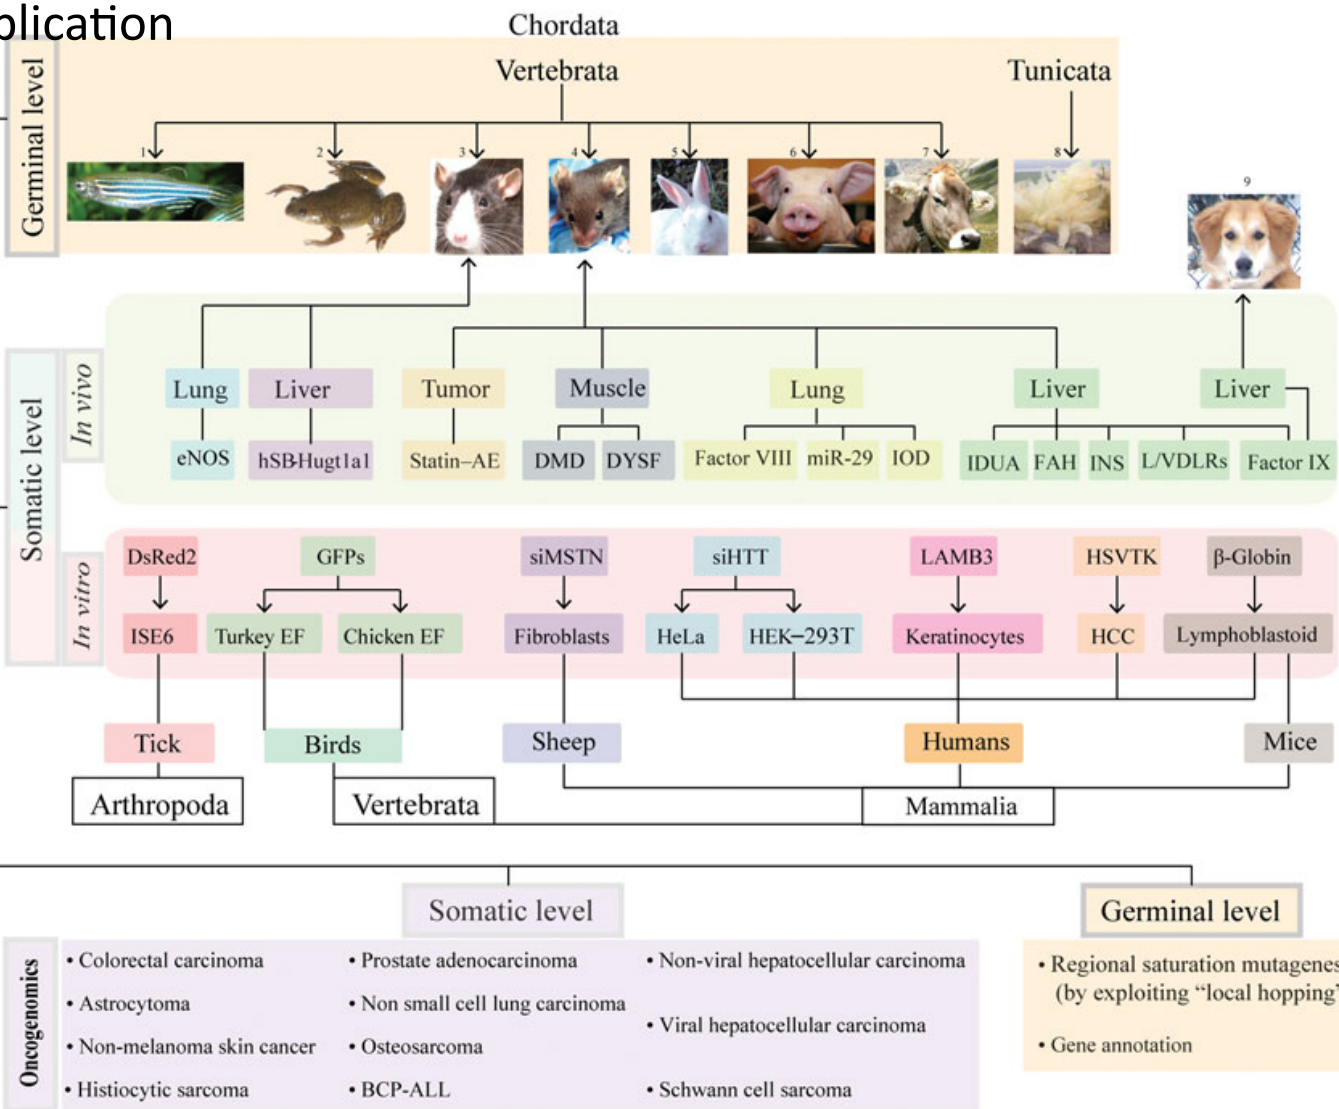 plication
Chordata
Vertebrata
Tunicata
Germinal level
1
2
3
4
5
6
7
8
9
Somatic level
In vivo
Lung
Liver
Tumor
Muscle
Lung
Liver
Liver
eNOS
hSB-Hugt1a1
Statin–AE
DMD
DYSF
Factor VIII
miR-29
IOD
IDUA
FAH
INS
L/VDLRs
Factor IX
In vitro
DsRed2
GFPs
siMSTN
siHTT
LAMB3
HSVTK
β-Globin
ISE6
Turkey EF
Chicken EF
Fibroblasts
HeLa
HEK–293T
Keratinocytes
HCC
Lymphoblastoid
Tick
Birds
Sheep
Humans
Mice
Arthropoda
Vertebrata
Mammalia
Somatic level
Germinal level
Oncogenomics
• Colorectal carcinoma
• Astrocytoma
• Non-melanoma skin cancer
• Histiocytic sarcoma
• Prostate adenocarcinoma
• Non small cell lung carcinoma
• Osteosarcoma
• BCP-ALL
• Non-viral hepatocellular carcinoma
• Viral hepatocellular carcinoma
• Schwann cell sarcoma
• Regional saturation mutagenes
(by exploiting “local hopping”
• Gene annotation